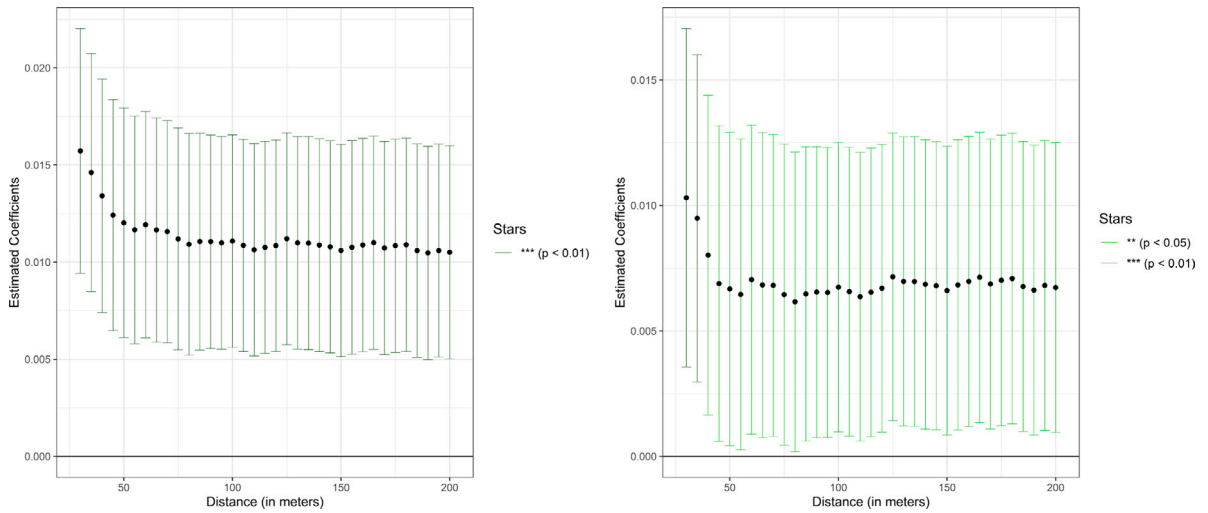 0.020
0.015
0.010
0.005
0.000
Estimated Coefficients
50
100
150
200
Distance (in meters)
Stars
*** (p < 0.01)
0.015
0.010
0.005
0.000
Estimated Coefficients
50
100
150
200
Distance (in meters)
Stars
** (p < 0.05)
*** (p < 0.01)